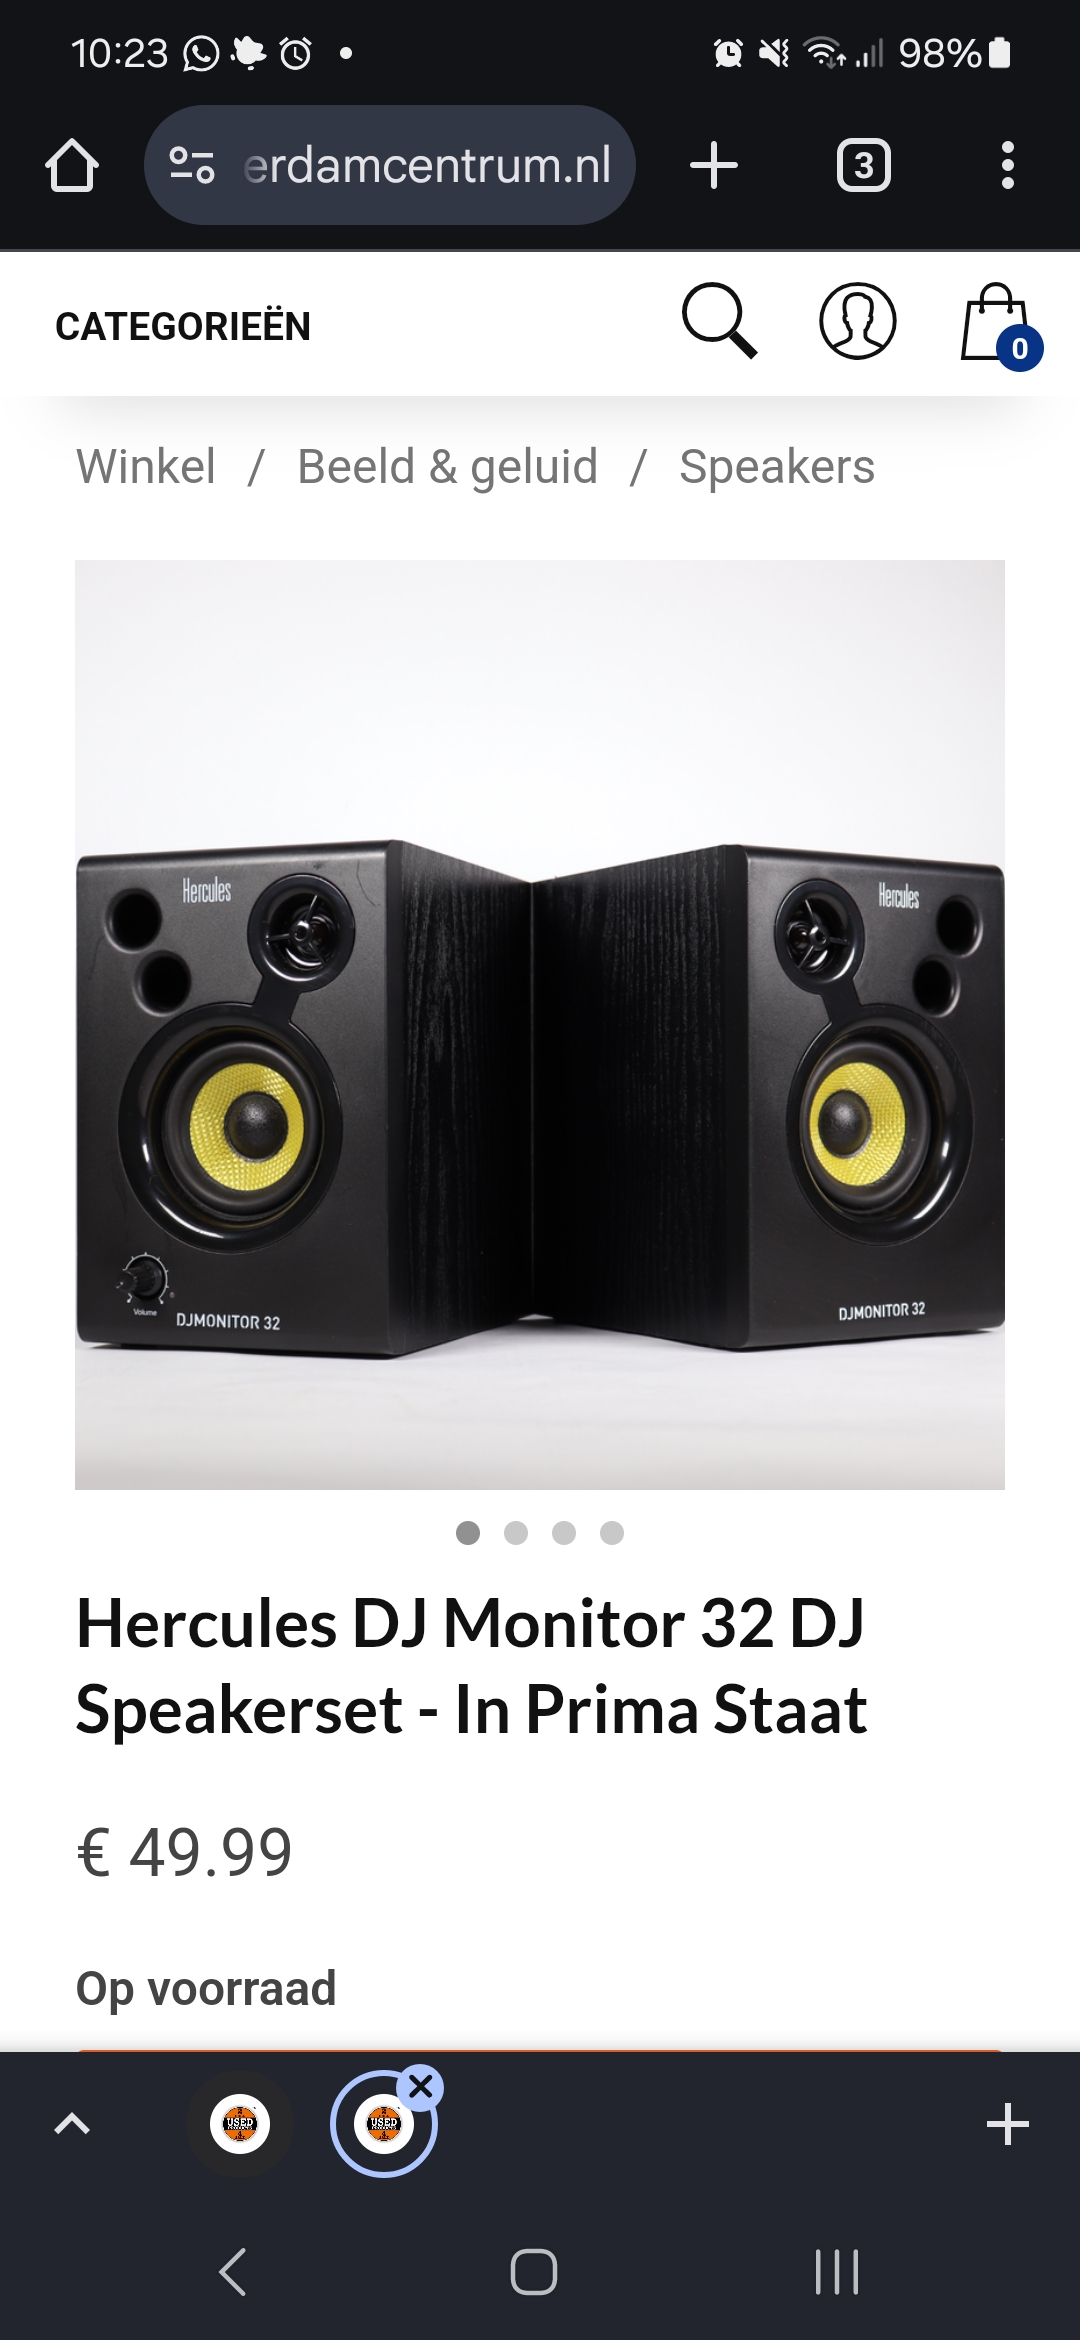 10:23
98%
erdamcentrum.nl
3
CATEGORIEËN
0
Winkel / Beeld & geluid / Speakers
Hercules
Hercules
Volume
DJMONITOR 32
DJMONITOR 32
Hercules DJ Monitor 32 DJ
Speakerset - In Prima Staat
€ 49.99
Op voorraad
USED
USED